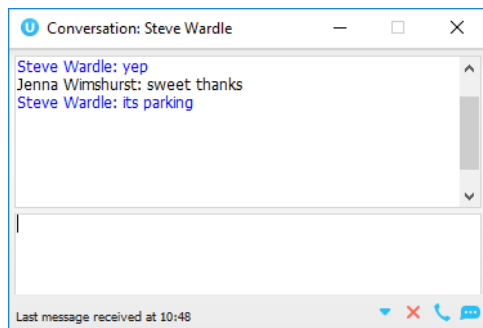 U Conversation: Steve Wardle
Steve Wardle: yep
Jenna Wimshurst: sweet thanks
Steve Wardle: its parking
Last message received at 10:48